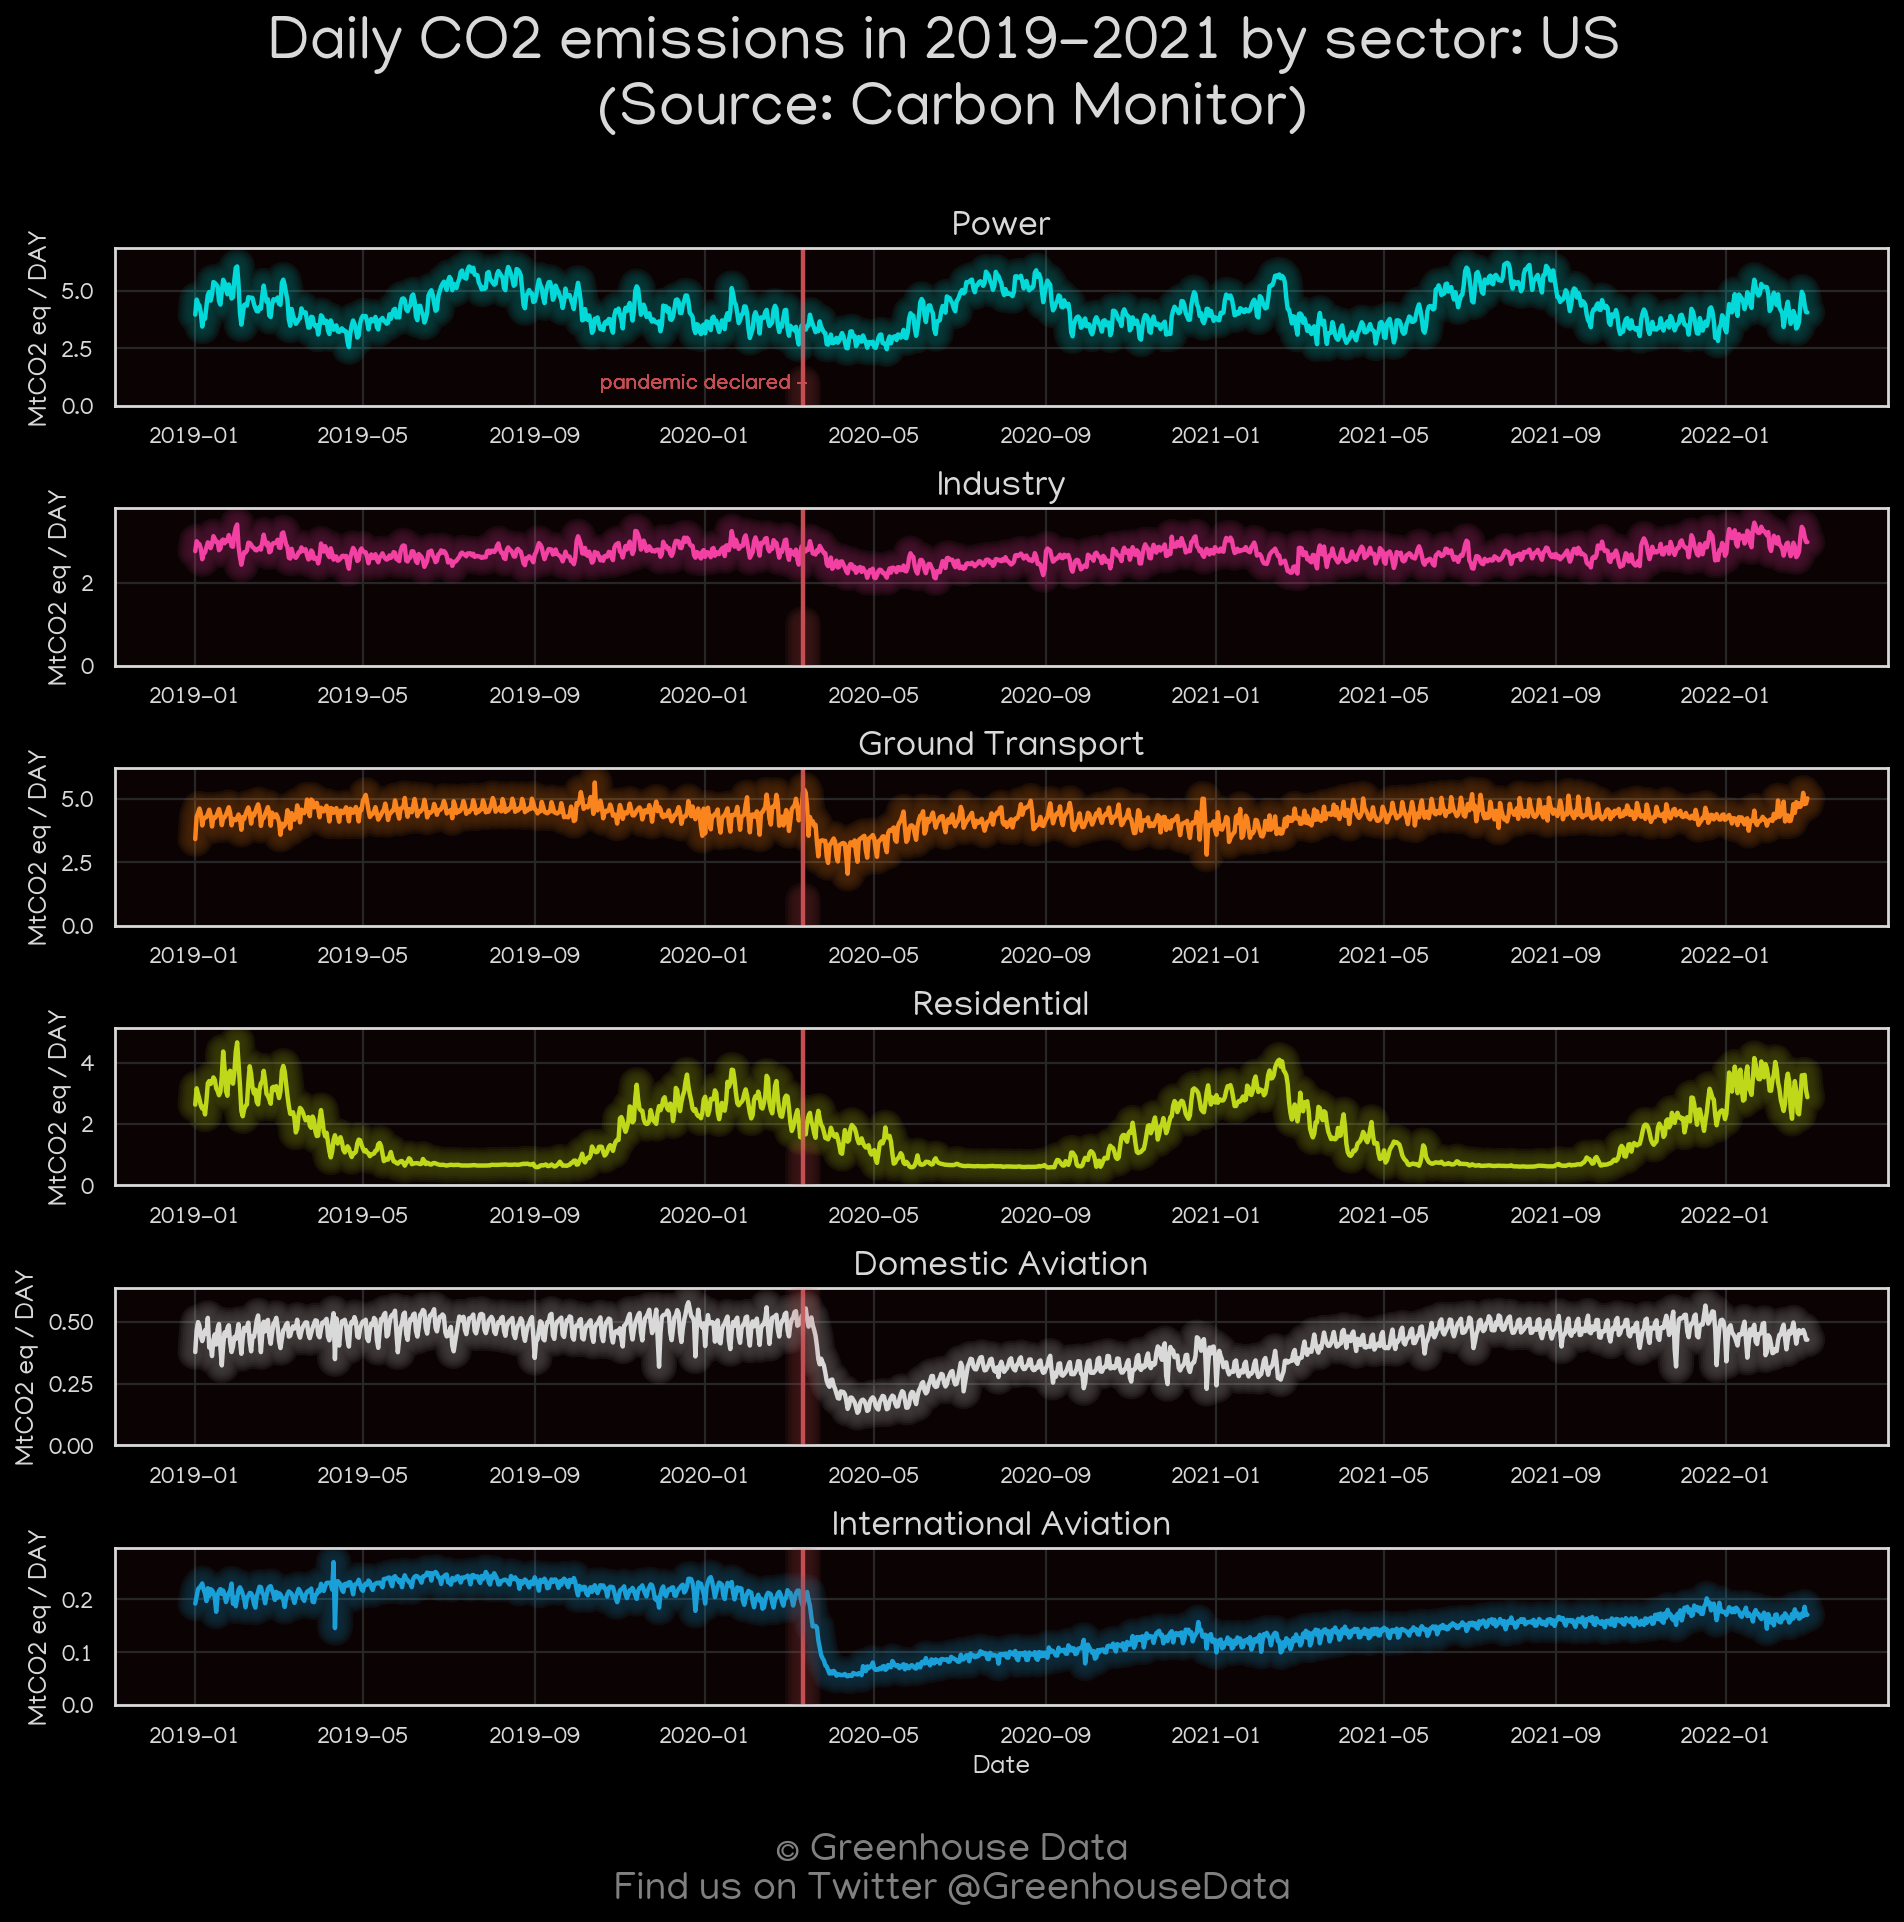 Daily CO2 emissions in 2019-2021 by sector: US
(Source: Carbon Monitor)
Power
MtCO2 eq / DAY
5.0
2.5
0.0
pandemic declared
2019-01 2019-05 2019-09 2020-01 2020-05 2020-09 2021-01 2021-05 2021-09 2022-01
Industry
MtCO2 eq / DAY
2
0
2019-01 2019-05 2019-09 2020-01 2020-05 2020-09 2021-01 2021-05 2021-09 2022-01
Ground Transport
MtCO2 eq / DAY
5.0
2.5
0.0
2019-01 2019-05 2019-09 2020-01 2020-05 2020-09 2021-01 2021-05 2021-09 2022-01
Residential
MtCO2 eq / DAY
4
2
0
2019-01 2019-05 2019-09 2020-01 2020-05 2020-09 2021-01 2021-05 2021-09 2022-01
Domestic Aviation
MtCO2 eq / DAY
0.50
0.25
0.00
2019-01 2019-05 2019-09 2020-01 2020-05 2020-09 2021-01 2021-05 2021-09 2022-01
International Aviation
MtCO2 eq / DAY
0.2
0.1
0.0
2019-01 2019-05 2019-09 2020-01 2020-05 2020-09 2021-01 2021-05 2021-09 2022-01
Date
© Greenhouse Data
Find us on Twitter @GreenhouseData